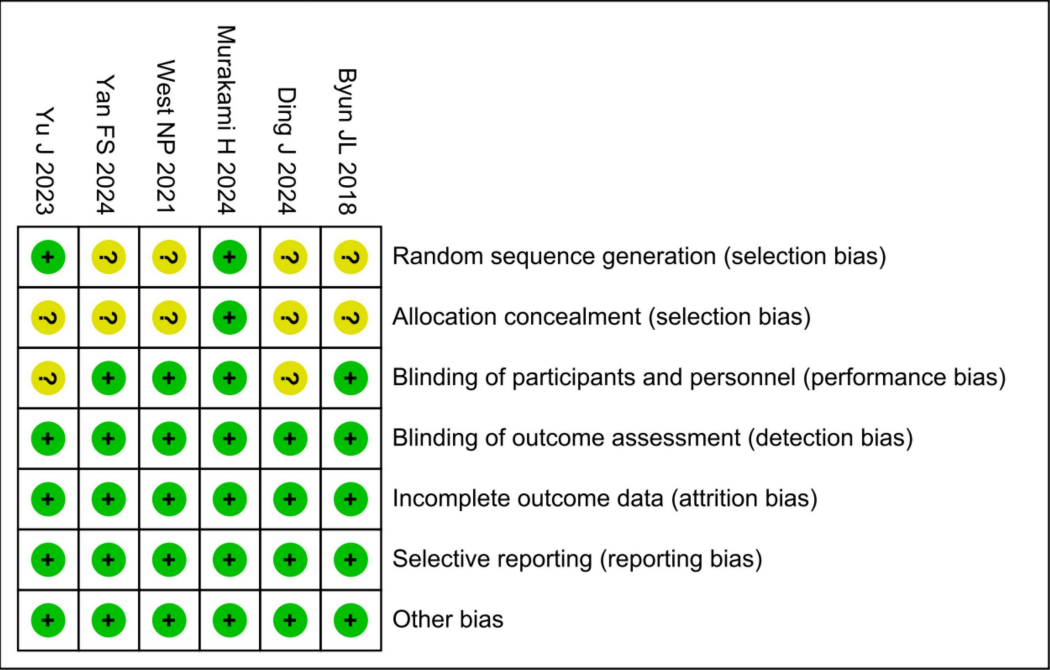 Yu J 2023
Yan FS 2024
West NP 2021
Murakami H 2024
Ding J 2024
Byun JL 2018
+ ? ? + ? ? Random sequence generation (selection bias)
? ? ? + ? ? Allocation concealment (selection bias)
? + + + ? + Blinding of participants and personnel (performance bias)
+ + + + + + Blinding of outcome assessment (detection bias)
+ + + + + + Incomplete outcome data (attrition bias)
+ + + + + + Selective reporting (reporting bias)
+ + + + + + Other bias